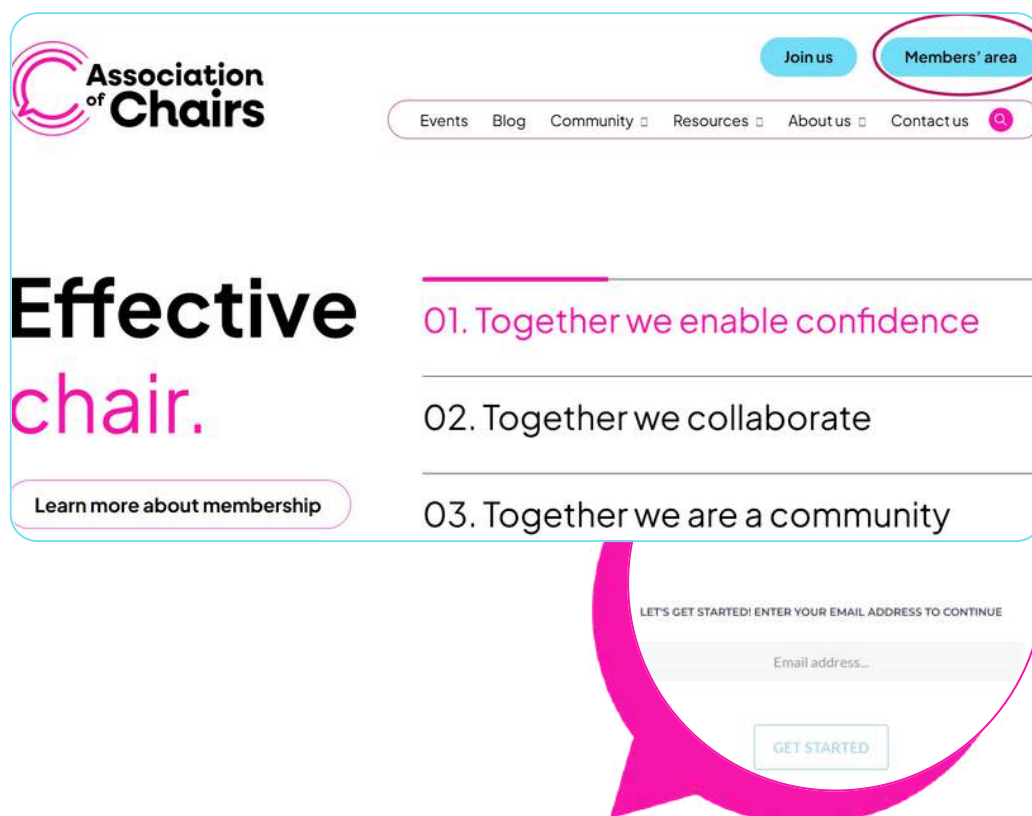 Association
of Chairs
Join us
Members’ area
Events Blog Community Resources About us Contact us
Effective
chair.
Learn more about membership
01. Together we enable confidence
02. Together we collaborate
03. Together we are a community
LET'S GET STARTED! ENTER YOUR EMAIL ADDRESS TO CONTINUE
Email address...
GET STARTED